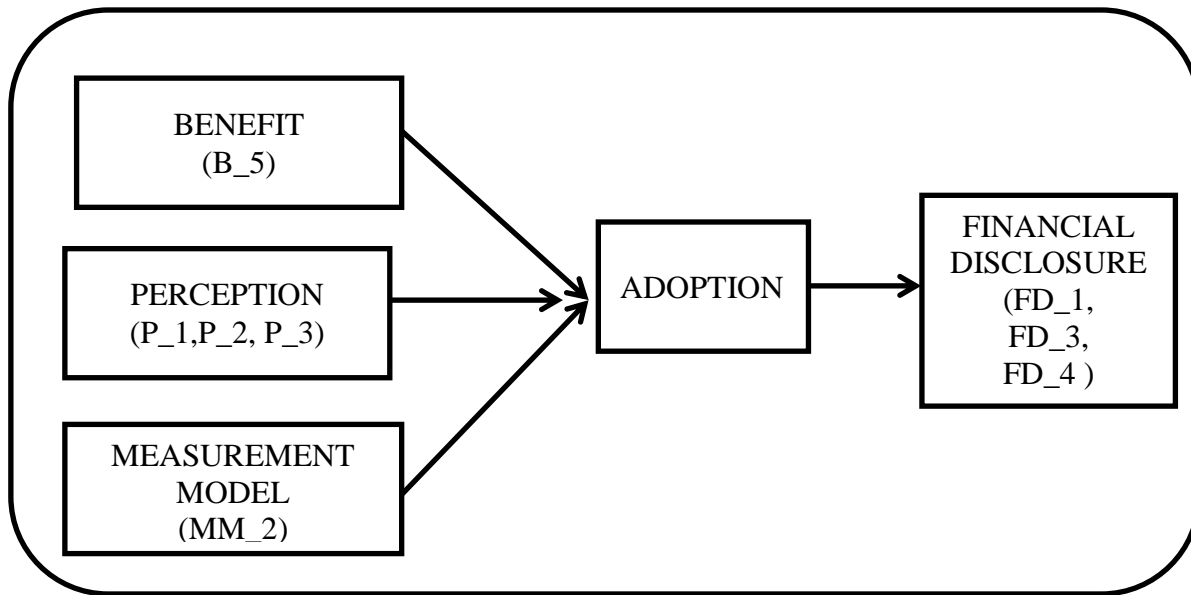 BENEFIT
(B_5)
PERCEPTION
(P_1,P_2, P_3)
MEASUREMENT
MODEL
(MM_2)
ADOPTION
FINANCIAL
DISCLOSURE
(FD_1,
FD_3,
FD_4 )